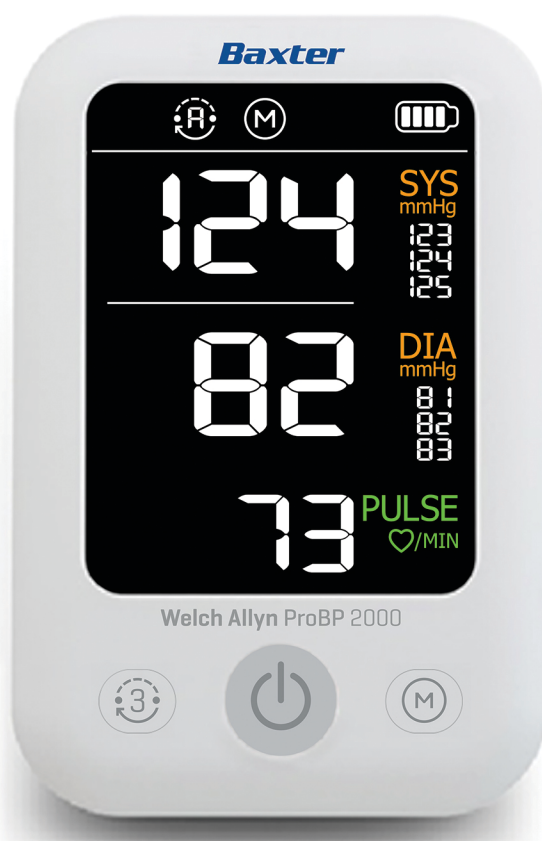 Baxter
A M
124
SYS
mmHg
123
124
125
82
DIA
mmHg
81
82
83
73
PULSE
/MIN
Welch Allyn ProBP 2000
3 M